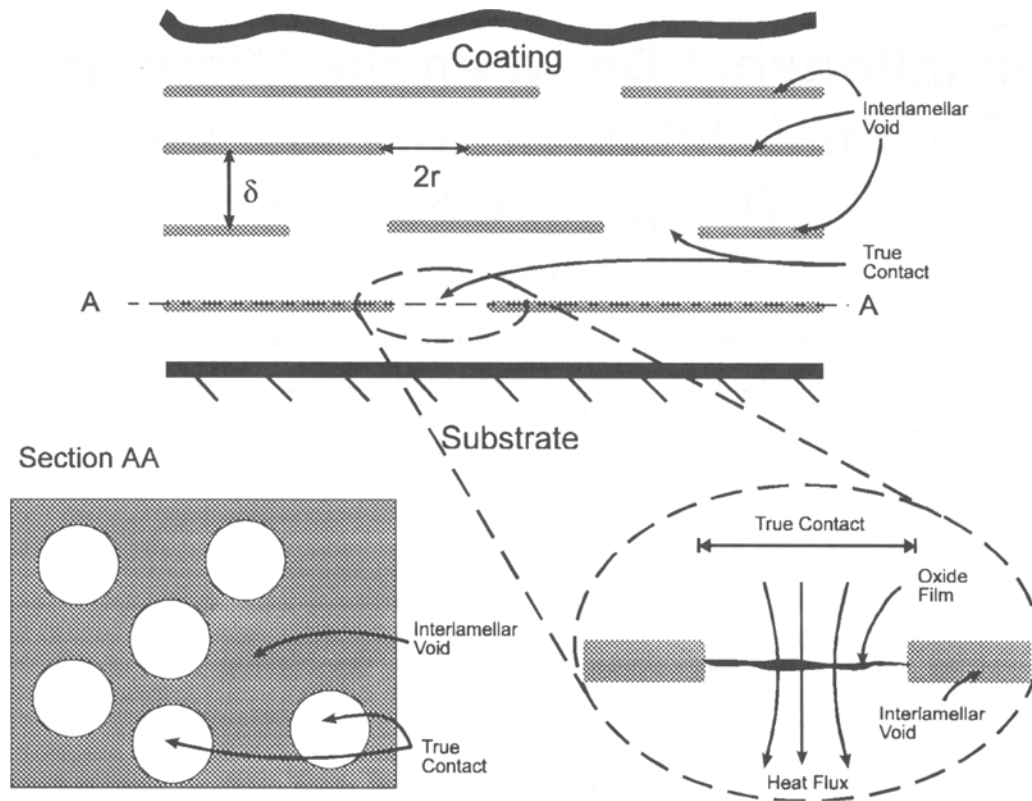 Coating
Interlamellar
Void
2r
δ
True
Contact
A
A
Substrate
Section AA
True Contact
Oxide
Film
Interlamellar
Void
Interlamellar
Void
True
Contact
Heat Flux